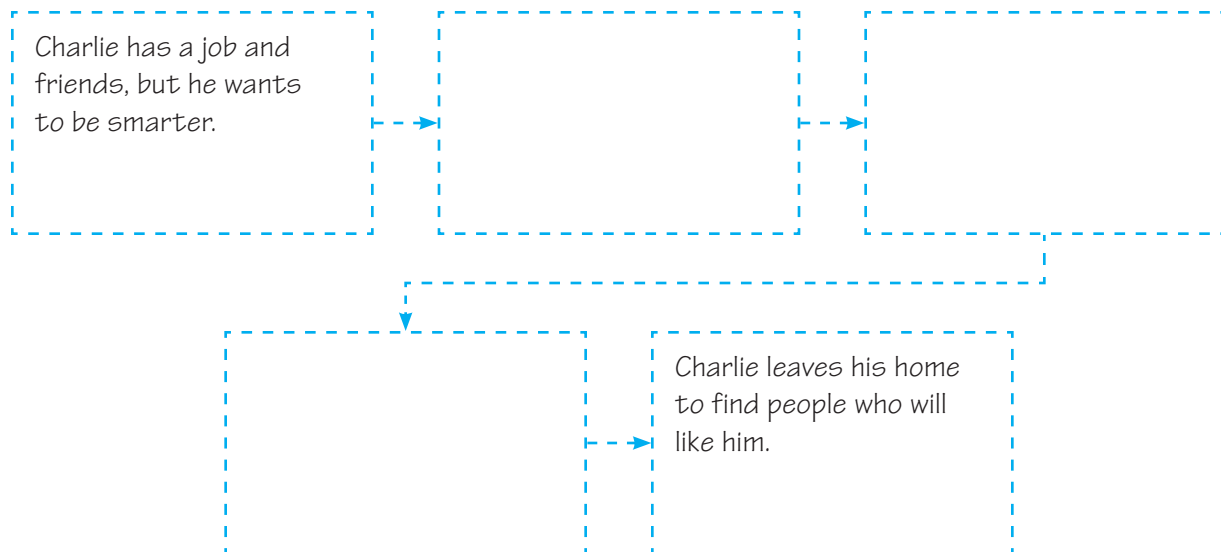 Charlie has a job and
friends, but he wants
to be smarter.
Charlie leaves his home
to find people who will
like him.